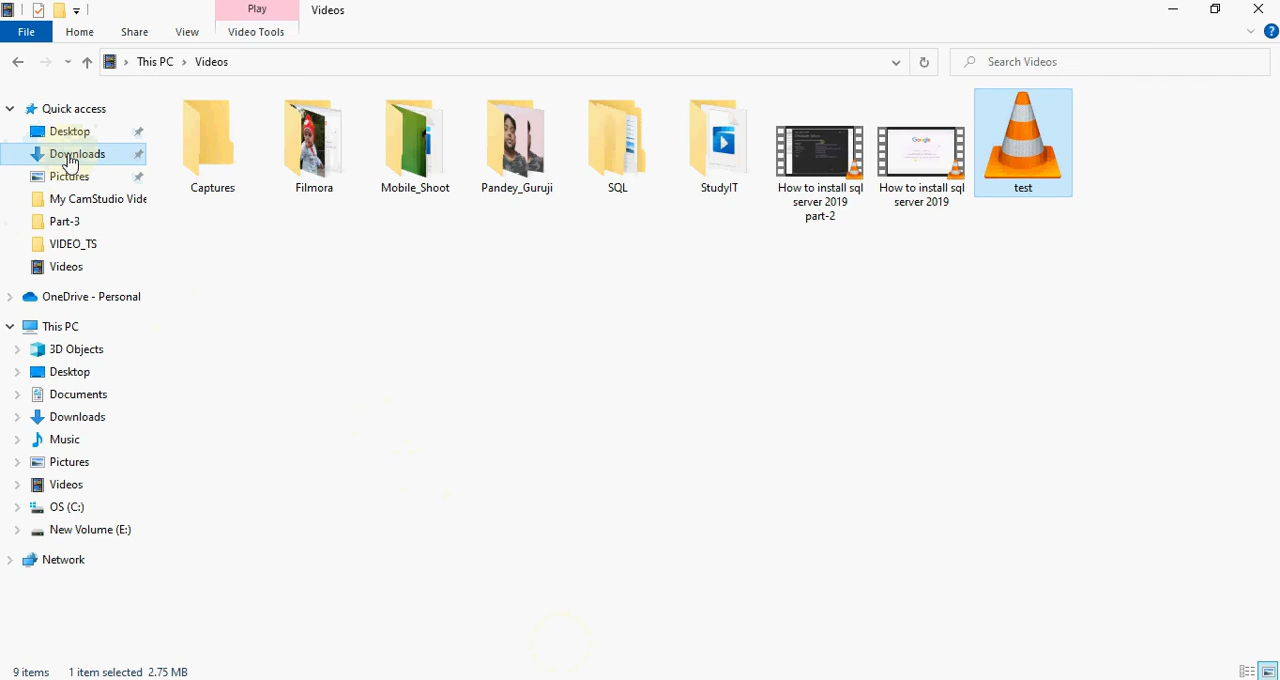 Play
Videos
File
Home
Share
View
Video Tools
This PC
Videos
Search Videos
Quick access
Desktop
Downloads
Pictures
My CamStudio Vide
Part-3
VIDEO_TS
Videos
OneDrive - Personal
This PC
3D Objects
Desktop
Documents
Downloads
Music
Pictures
Videos
OS (C:)
New Volume (E:)
Network
Captures
Filmora
Mobile_Shoot
Pandey_Guruji
SQL
StudyIT
How to install sql
server 2019
part-2
Google
How to install sql
server 2019
test
9 items
1 item selected 2.75 MB